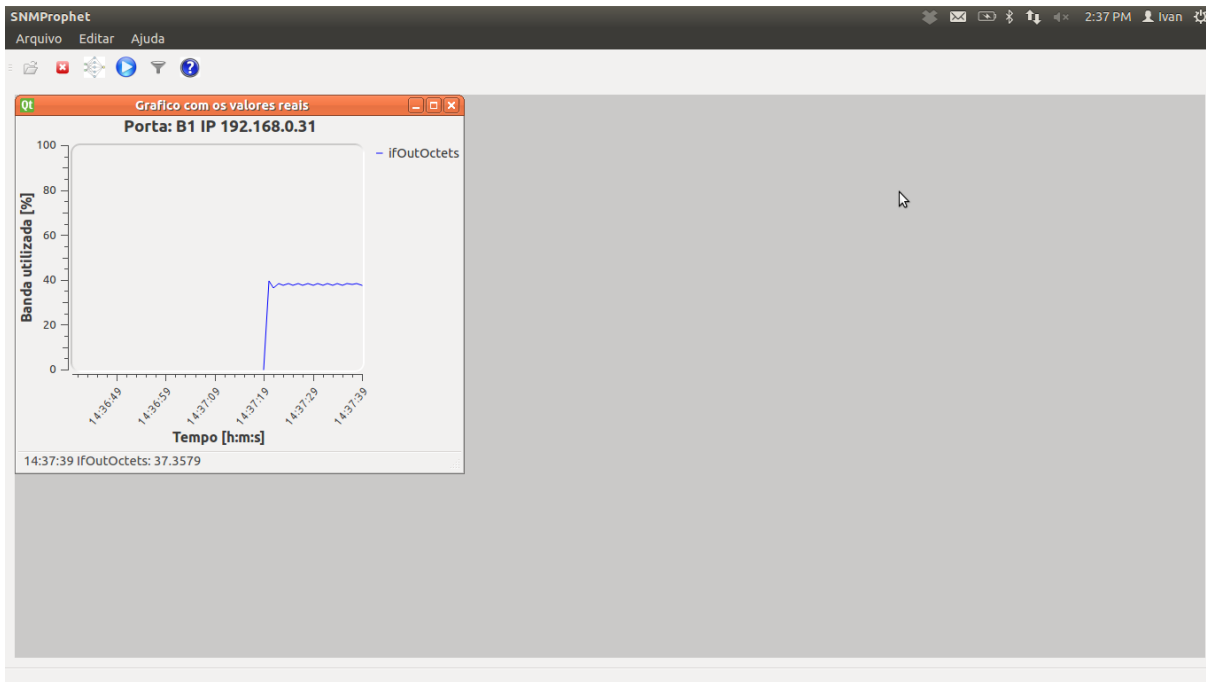 SNMProphet 2:37 PM Ivan
Arquivo Editar Ajuda
Qt Grafico com os valores reais
Porta: B1 IP 192.168.0.31
ifOutOctets
Banda utilizada [%]
100
80
60
40
20
0
14:36:49 14:36:59 14:37:09 14:37:19 14:37:29 14:37:39
Tempo [h:m:s]
14:37:39 IfOutOctets: 37.3579